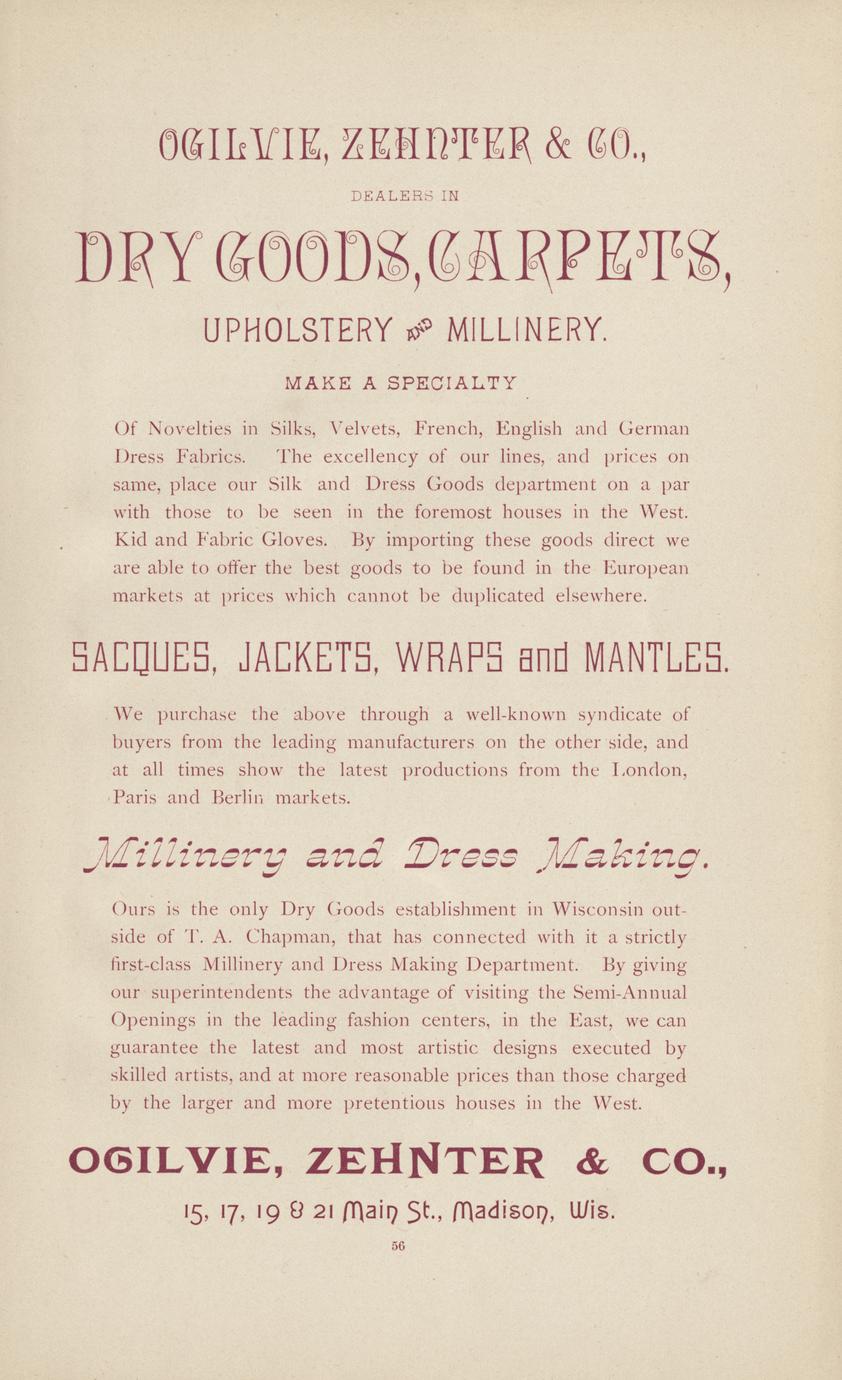 OGILVIE, ZEHNTER & CO.,
DEALERS IN
DRY GOODS, CARPETS,
UPHOLSTERY AND MILLINERY.
MAKE A SPECIALTY
Of Novelties in Silks, Velvets, French, English and German
Dress Fabrics. The excellency of our lines, and prices on
same, place our Silk and Dress Goods department on a par
with those to be seen in the foremost houses in the West.
Kid and Fabric Gloves. By importing these goods direct we
are able to offer the best goods to be found in the European
markets at prices which cannot be duplicated elsewhere.
SACQUES, JACKETS, WRAPS and MANTLES.
We purchase the above through a well-known syndicate of
buyers from the leading manufacturers on the other side, and
at all times show the latest productions from the London,
Paris and Berlin markets.
Millinery and Dress Making.
Ours is the only Dry Goods establishment in Wisconsin out-
side of T. A. Chapman, that has connected with it a strictly
first-class Millinery and Dress Making Department. By giving
our superintendents the advantage of visiting the Semi-Annual
Openings in the leading fashion centers, in the East, we can
guarantee the latest and most artistic designs executed by
skilled artists, and at more reasonable prices than those charged
by the larger and more pretentious houses in the West.
OGILVIE, ZEHNTER & CO.,
15, 17, 19 & 21 Main St., Madison, Wis.
56